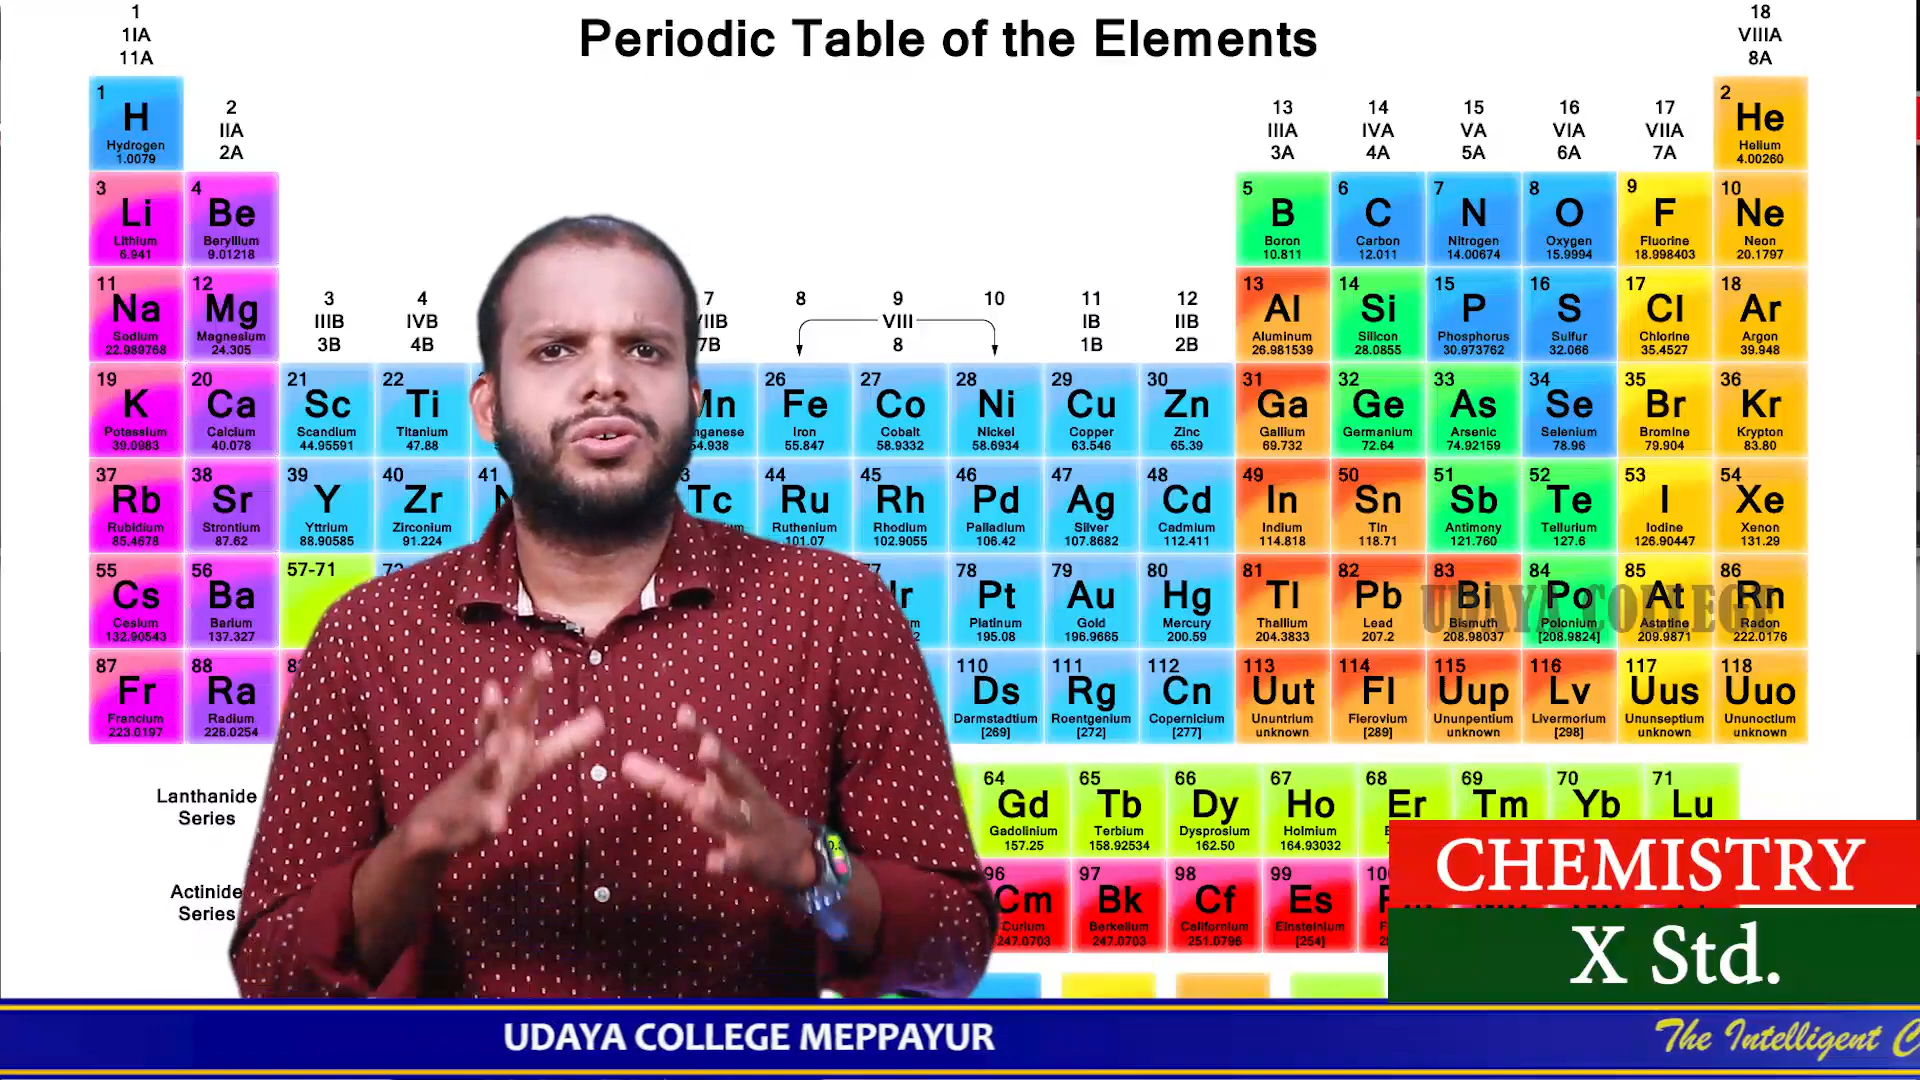 Periodic Table of the Elements
1
1IA
11A
18
VIIIA
8A
2
IIA
2A
13
IIIA
3A
14
IVA
4A
15
VA
5A
16
VIA
6A
17
VIIA
7A
1 H Hydrogen 1.0079
2 He Helium 4.00260
3 Li Lithium 6.941
4 Be Beryllium 9.01218
5 B Boron 10.811
6 C Carbon 12.011
7 N Nitrogen 14.00674
8 O Oxygen 15.9994
9 F Fluorine 18.998403
10 Ne Neon 20.1797
11 Na Sodium 22.989768
12 Mg Magnesium 24.305
3
IIIB
3B
4
IVB
4B
7
VIIB
7B
8
9
VIII
8
10
11
IB
1B
12
IIB
2B
13 Al Aluminum 26.981539
14 Si Silicon 28.0855
15 P Phosphorus 30.973762
16 S Sulfur 32.066
17 Cl Chlorine 35.4527
18 Ar Argon 39.948
19 K Potassium 39.0983
20 Ca Calcium 40.078
21 Sc Scandium 44.95591
22 Ti Titanium 47.88
Mn 54.938
26 Fe Iron 55.847
27 Co Cobalt 58.9332
28 Ni Nickel 58.6934
29 Cu Copper 63.546
30 Zn Zinc 65.39
31 Ga Gallium 69.732
32 Ge Germanium 72.64
33 As Arsenic 74.92159
34 Se Selenium 78.96
35 Br Bromine 79.904
36 Kr Krypton 83.80
37 Rb Rubidium 85.4678
38 Sr Strontium 87.62
39 Y Yttrium 88.90585
40 Zr Zirconium 91.224
41
Tc
44 Ru Ruthenium 101.07
45 Rh Rhodium 102.9055
46 Pd Palladium 106.42
47 Ag Silver 107.8682
48 Cd Cadmium 112.411
49 In Indium 114.818
50 Sn Tin 118.71
51 Sb Antimony 121.760
52 Te Tellurium 127.6
53 I Iodine 126.90447
54 Xe Xenon 131.29
55 Cs Cesium 132.90543
56 Ba Barium 137.327
57-71
Ir
78 Pt Platinum 195.08
79 Au Gold 196.9665
80 Hg Mercury 200.59
81 Tl Thallium 204.3833
82 Pb Lead 207.2
83 Bi Bismuth 208.98037
84 Po Polonium [208.9824]
85 At Astatine 209.9871
86 Rn Radon 222.0176
UDAYA COLLEGE
87 Fr Francium 223.0197
88 Ra Radium 226.0254
110 Ds Darmstadtium [269]
111 Rg Roentgenium [272]
112 Cn Copernicium [277]
113 Uut Ununtrium unknown
114 Fl Flerovium [289]
115 Uup Ununpentium unknown
116 Lv Livermorium [298]
117 Uus Ununseptium unknown
118 Uuo Ununoctium unknown
Lanthanide
Series
64 Gd Gadolinium 157.25
65 Tb Terbium 158.92534
66 Dy Dysprosium 162.50
67 Ho Holmium 164.93032
68 Er
69 Tm
70 Yb
71 Lu
Actinide
Series
96 Cm Curium 247.0703
97 Bk Berkelium 247.0703
98 Cf Californium 251.0796
99 Es Einsteinium [254]
CHEMISTRY
X Std.
UDAYA COLLEGE MEPPAYUR
The Intelligent